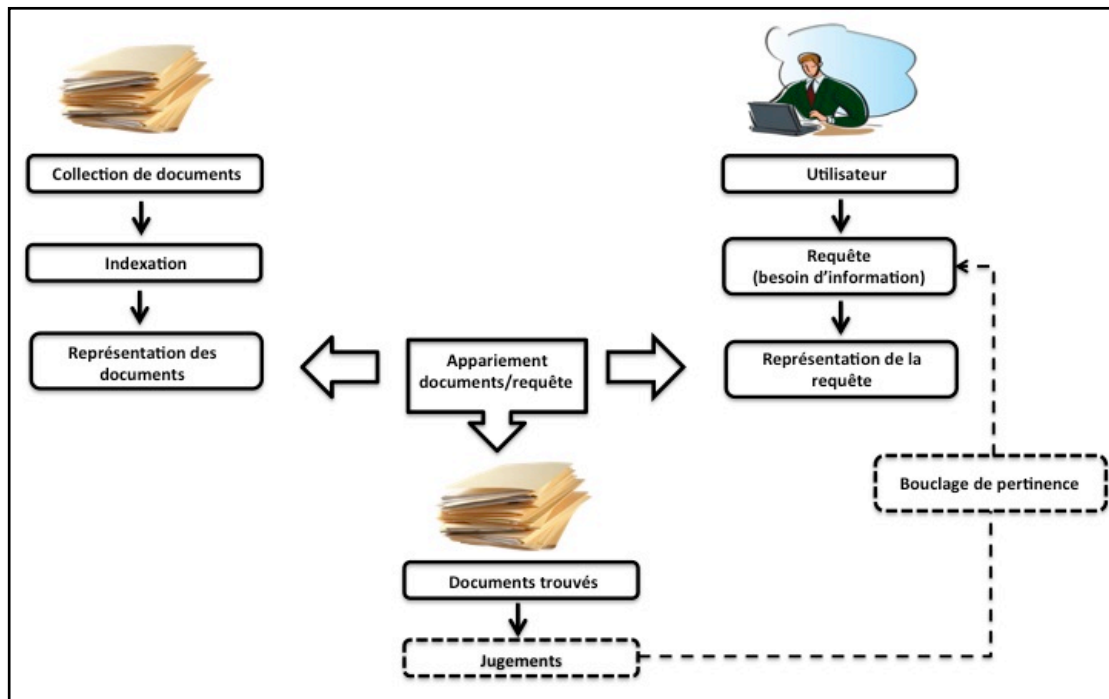 Collection de documents
Indexation
Représentation des
documents
Utilisateur
Requête
(besoin d'information)
Représentation de la
requête
Appariement
documents/requête
Bouclage de pertinence
Documents trouvés
Jugements